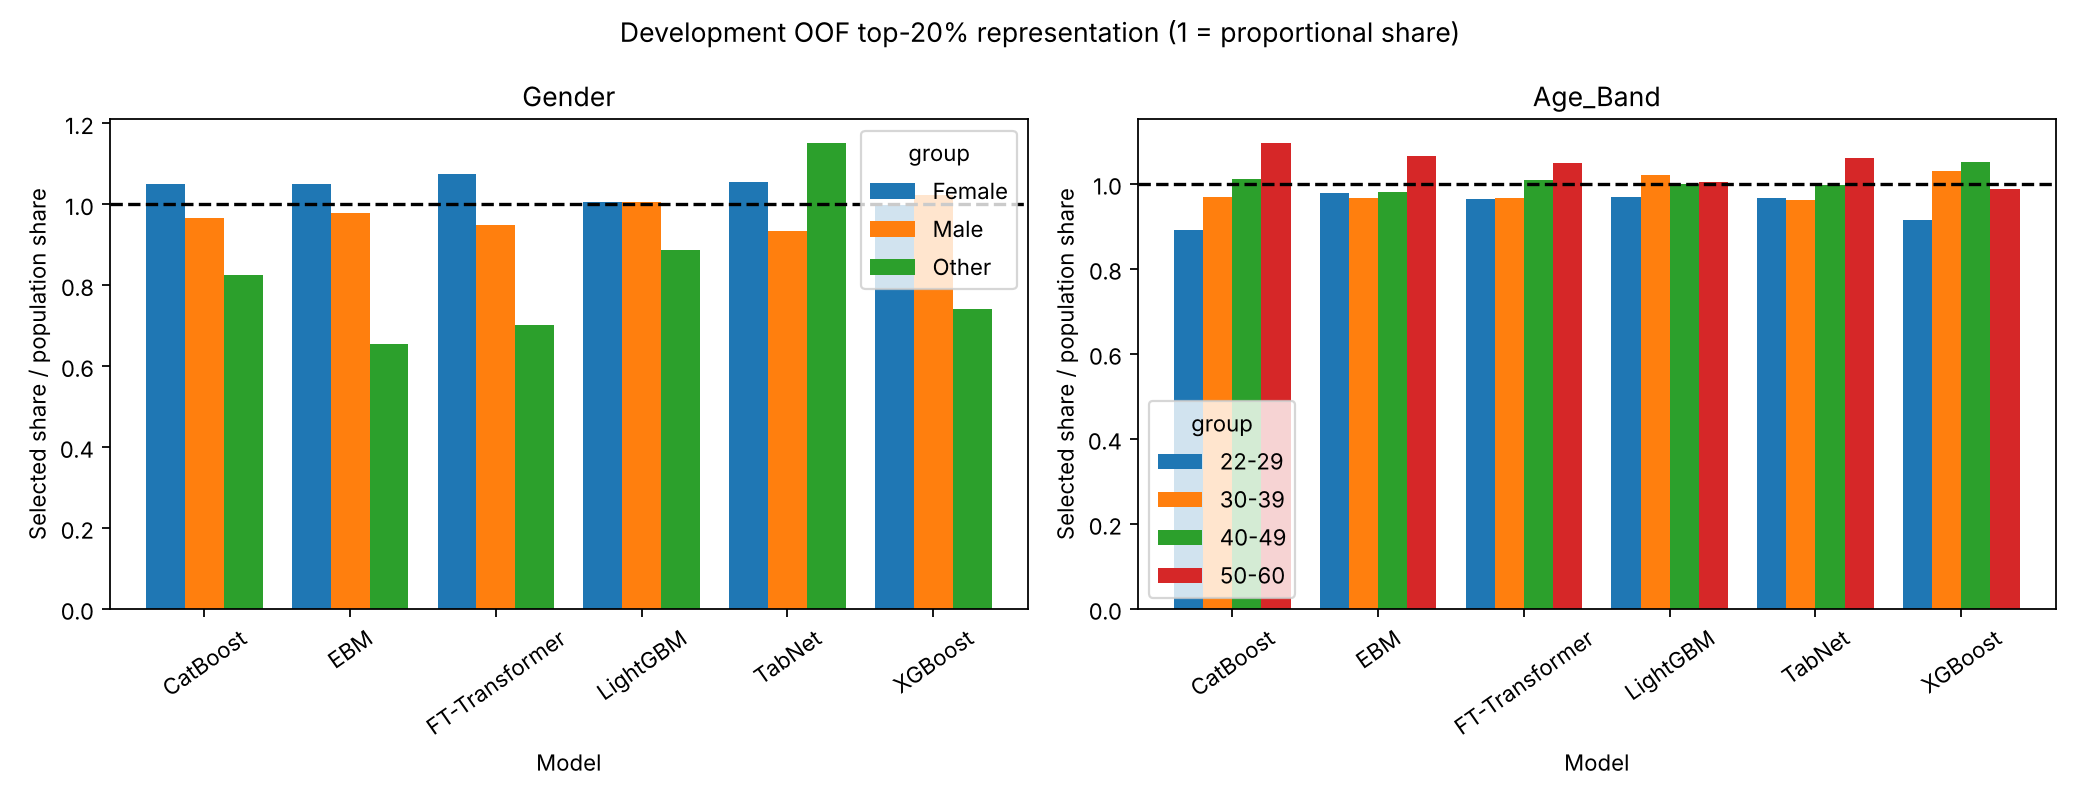 Development OOF top-20% representation (1 = proportional share)
Gender
Selected share / population share
1.2
1.0
0.8
0.6
0.4
0.2
0.0
group
Female
Male
Other
CatBoost
EBM
FT-Transformer
LightGBM
TabNet
XGBoost
Model
Age_Band
Selected share / population share
1.0
0.8
0.6
0.4
0.2
0.0
group
22-29
30-39
40-49
50-60
CatBoost
EBM
FT-Transformer
LightGBM
TabNet
XGBoost
Model